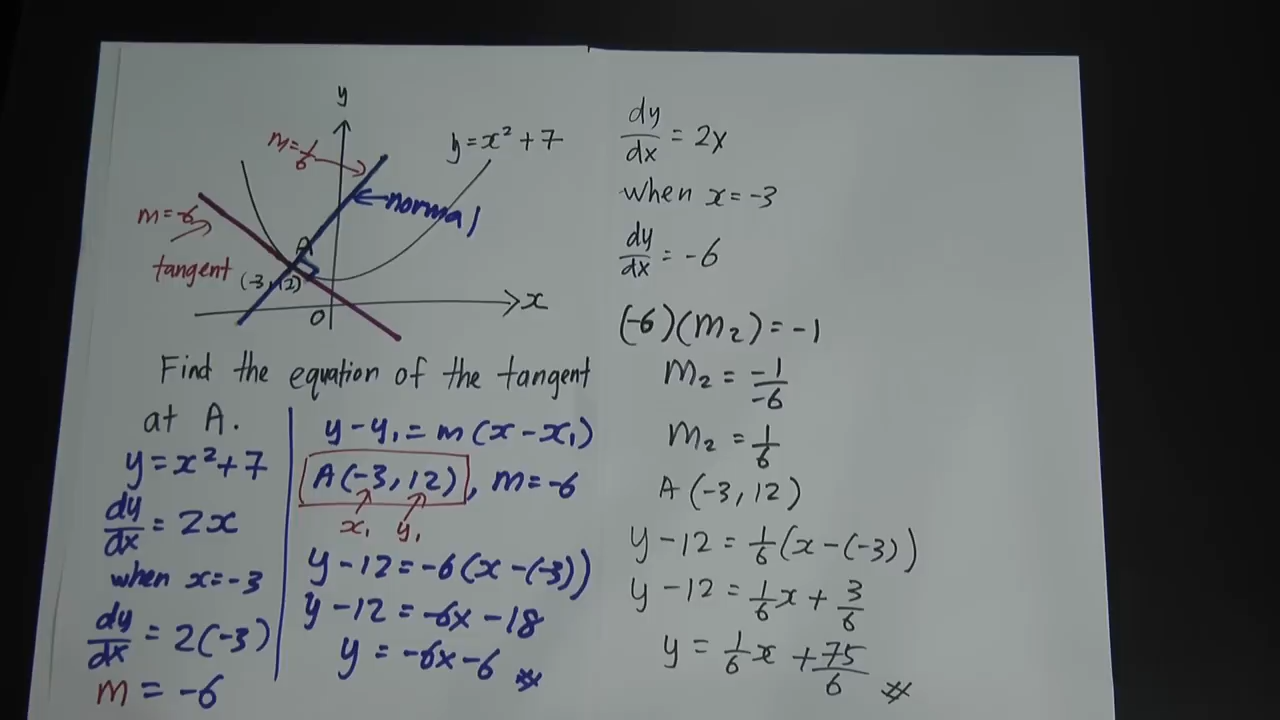 y
m = 1/6
y = x² + 7
normal
m = -6
tangent
A
(-3, 12)
x
O
Find the equation of the tangent
at A.
y = x² + 7
dy/dx = 2x
when x = -3
dy/dx = 2(-3)
m = -6
y - y₁ = m(x - x₁)
A(-3, 12), m = -6
x₁ y₁
y - 12 = -6(x - (-3))
y - 12 = -6x - 18
y = -6x - 6
dy/dx = 2x
when x = -3
dy/dx = -6
(-6)(m₂) = -1
m₂ = -1/-6
m₂ = 1/6
A(-3, 12)
y - 12 = 1/6(x - (-3))
y - 12 = 1/6x + 3/6
y = 1/6x + 75/6